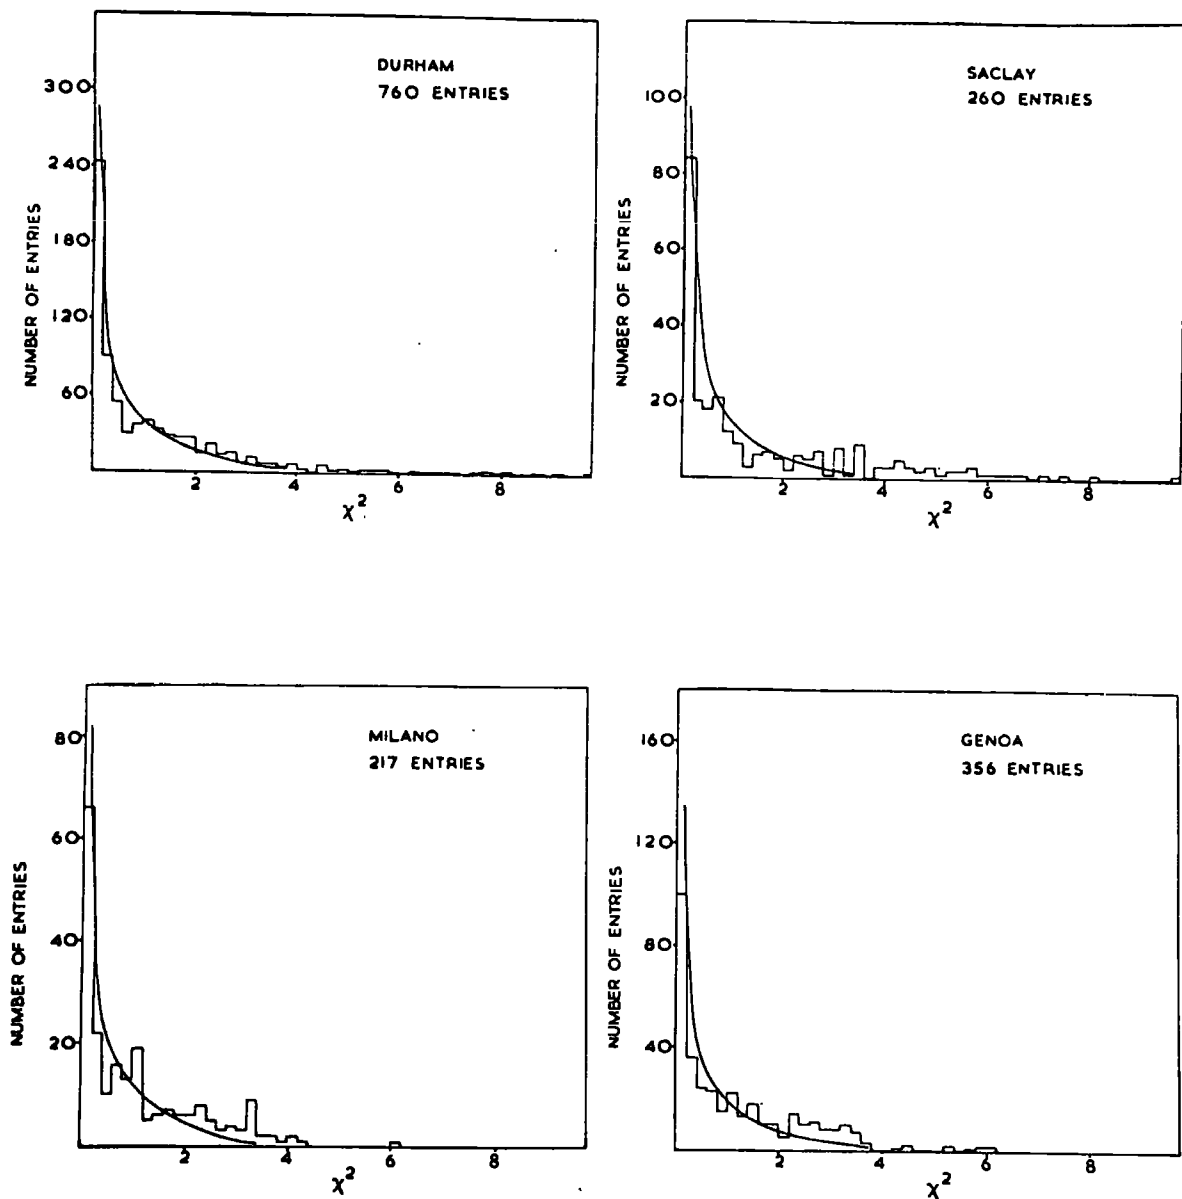 DURHAM
760 ENTRIES
NUMBER OF ENTRIES
300
240
180
120
60
2
4
6
8
χ²
SACLAY
260 ENTRIES
NUMBER OF ENTRIES
100
80
60
40
20
2
4
6
8
χ²
MILANO
217 ENTRIES
NUMBER OF ENTRIES
80
60
40
20
2
4
6
8
χ²
GENOA
356 ENTRIES
NUMBER OF ENTRIES
160
120
80
40
2
4
6
8
χ²